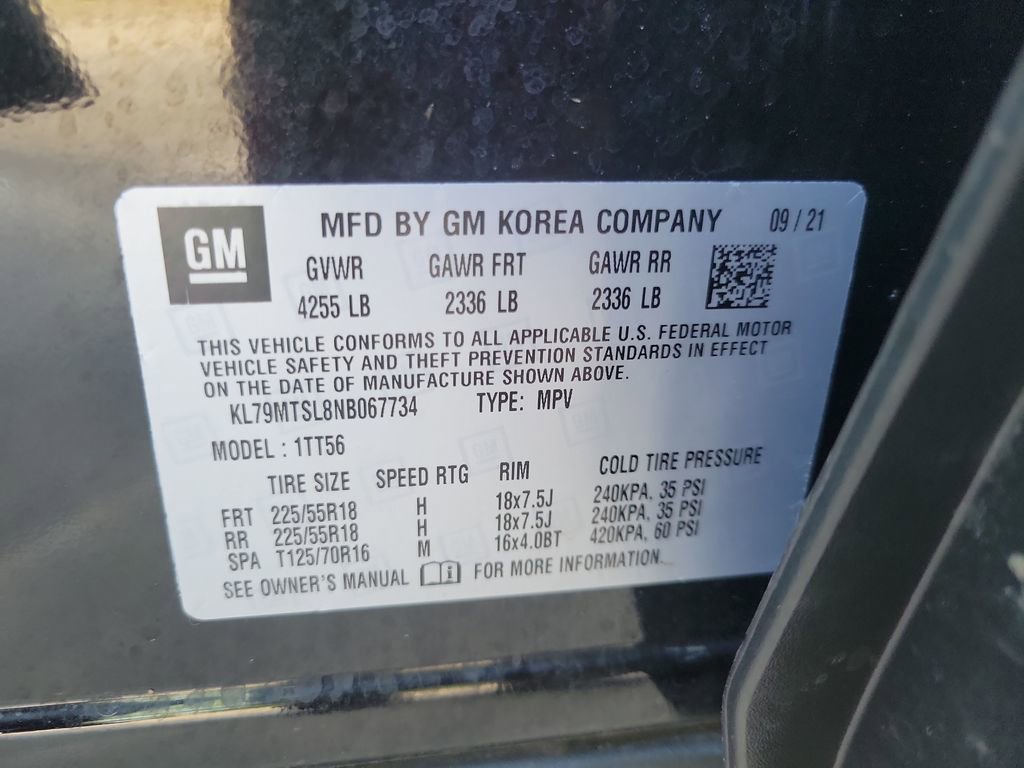 GM MFD BY GM KOREA COMPANY 09 / 21
GVWR GAWR FRT GAWR RR
4255 LB 2336 LB 2336 LB
THIS VEHICLE CONFORMS TO ALL APPLICABLE U.S. FEDERAL MOTOR
VEHICLE SAFETY AND THEFT PREVENTION STANDARDS IN EFFECT
ON THE DATE OF MANUFACTURE SHOWN ABOVE.
KL79MTSL8NB067734 TYPE: MPV
MODEL : 1TT56
TIRE SIZE SPEED RTG RIM COLD TIRE PRESSURE
FRT 225/55R18 H 18x7.5J 240KPA, 35 PSI
RR 225/55R18 H 18x7.5J 240KPA, 35 PSI
SPA T125/70R16 M 16x4.0BT 420KPA, 60 PSI
SEE OWNER'S MANUAL i FOR MORE INFORMATION.